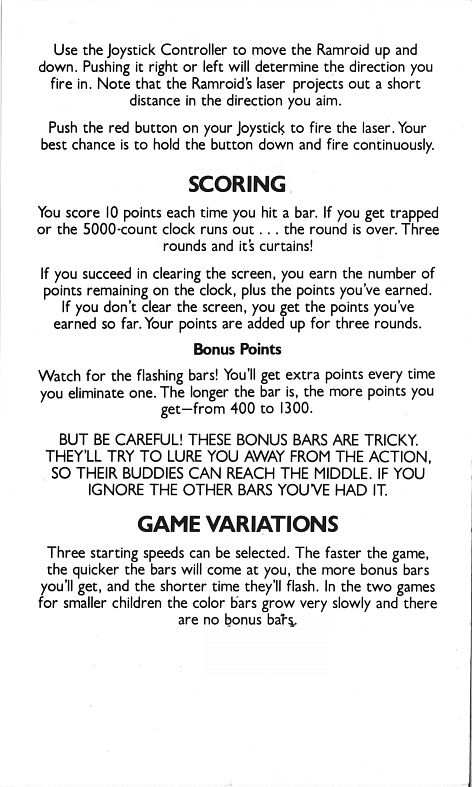 Use the Joystick Controller to move the Ramroid up and
down. Pushing it right or left will determine the direction you
fire in. Note that the Ramroid's laser projects out a short
distance in the direction you aim.
Push the red button on your Joystick to fire the laser. Your
best chance is to hold the button down and fire continuously.
SCORING
You score 10 points each time you hit a bar. If you get trapped
or the 5000-count clock runs out . . . the round is over. Three
rounds and it's curtains!
If you succeed in clearing the screen, you earn the number of
points remaining on the clock, plus the points you've earned.
If you don't clear the screen, you get the points you've
earned so far. Your points are added up for three rounds.
Bonus Points
Watch for the flashing bars! You'll get extra points every time
you eliminate one. The longer the bar is, the more points you
get—from 400 to 1300.
BUT BE CAREFUL! THESE BONUS BARS ARE TRICKY.
THEY'LL TRY TO LURE YOU AWAY FROM THE ACTION,
SO THEIR BUDDIES CAN REACH THE MIDDLE. IF YOU
IGNORE THE OTHER BARS YOU'VE HAD IT.
GAME VARIATIONS
Three starting speeds can be selected. The faster the game,
the quicker the bars will come at you, the more bonus bars
you'll get, and the shorter time they'll flash. In the two games
for smaller children the color bars grow very slowly and there
are no bonus bars.